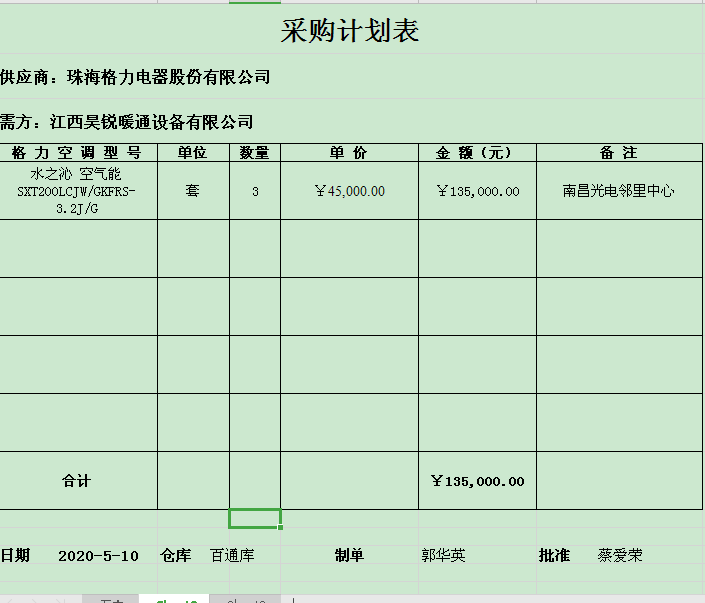 采购计划表
供应商：珠海格力电器股份有限公司
需方：江西昊锐暖通设备有限公司
格 力 空 调 型 号 单位 数量 单 价 金 额（元） 备 注
水之沁 空气能
SXT200LCJW/GKFRS-
3.2J/G
套 3 ￥45,000.00 ￥135,000.00 南昌光电邻里中心
合计 ￥135,000.00
日期 2020-5-10 仓库 百通库 制单 郭华英 批准 蔡爱荣